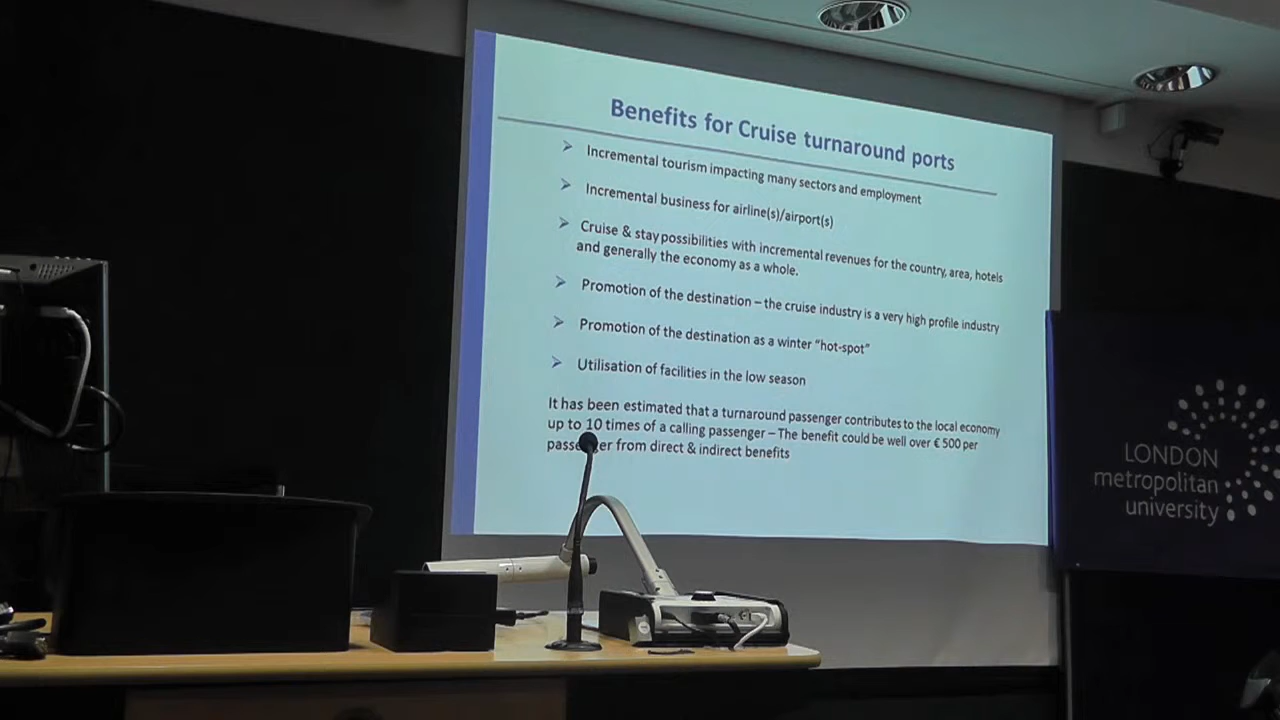 Benefits for Cruise turnaround ports
Incremental tourism impacting many sectors and employment
Incremental business for airline(s)/airport(s)
Cruise & stay possibilities with incremental revenues for the country, area, hotels
and generally the economy as a whole.
Promotion of the destination – the cruise industry is a very high profile industry
Promotion of the destination as a winter “hot-spot”
Utilisation of facilities in the low season
It has been estimated that a turnaround passenger contributes to the local economy
up to 10 times of a calling passenger – The benefit could be well over € 500 per
passenger from direct & indirect benefits
LONDON
metropolitan
university